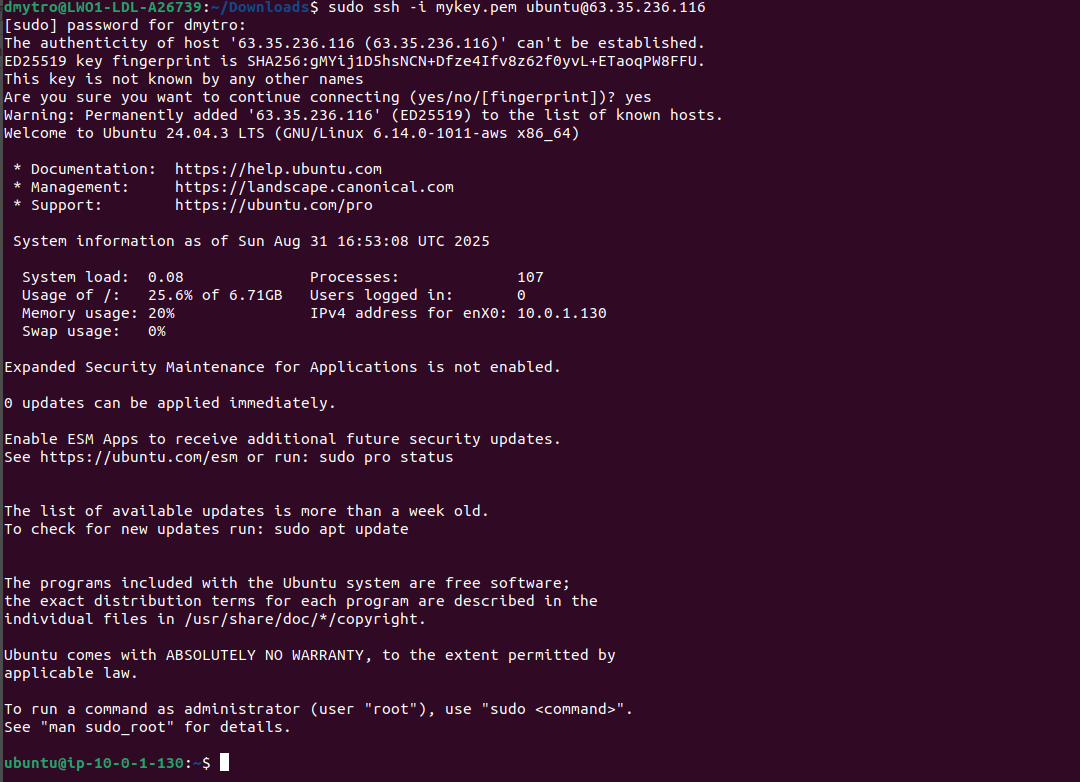 dmytro@LWO1-LDL-A26739:~/Downloads$ sudo ssh -i mykey.pem ubuntu@63.35.236.116
[sudo] password for dmytro:
The authenticity of host '63.35.236.116 (63.35.236.116)' can't be established.
ED25519 key fingerprint is SHA256:gMYij1D5hsNCN+Dfze4Ifv8z62f0yvL+ETaoqPW8FFU.
This key is not known by any other names
Are you sure you want to continue connecting (yes/no/[fingerprint])? yes
Warning: Permanently added '63.35.236.116' (ED25519) to the list of known hosts.
Welcome to Ubuntu 24.04.3 LTS (GNU/Linux 6.14.0-1011-aws x86_64)

 * Documentation:  https://help.ubuntu.com
 * Management:     https://landscape.canonical.com
 * Support:        https://ubuntu.com/pro

 System information as of Sun Aug 31 16:53:08 UTC 2025

  System load:  0.08              Processes:             107
  Usage of /:   25.6% of 6.71GB   Users logged in:       0
  Memory usage: 20%               IPv4 address for enX0: 10.0.1.130
  Swap usage:   0%

Expanded Security Maintenance for Applications is not enabled.

0 updates can be applied immediately.

Enable ESM Apps to receive additional future security updates.
See https://ubuntu.com/esm or run: sudo pro status

The list of available updates is more than a week old.
To check for new updates run: sudo apt update

The programs included with the Ubuntu system are free software;
the exact distribution terms for each program are described in the
individual files in /usr/share/doc/*/copyright.

Ubuntu comes with ABSOLUTELY NO WARRANTY, to the extent permitted by
applicable law.

To run a command as administrator (user "root"), use "sudo <command>".
See "man sudo_root" for details.

ubuntu@ip-10-0-1-130:~$